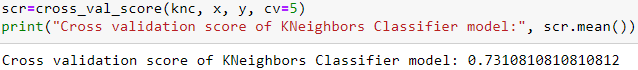 scr=cross_val_score(knc, x, y, cv=5)
print("Cross validation score of KNeighbors Classifier model:", scr.mean())
Cross validation score of KNeighbors Classifier model: 0.7310810810810812